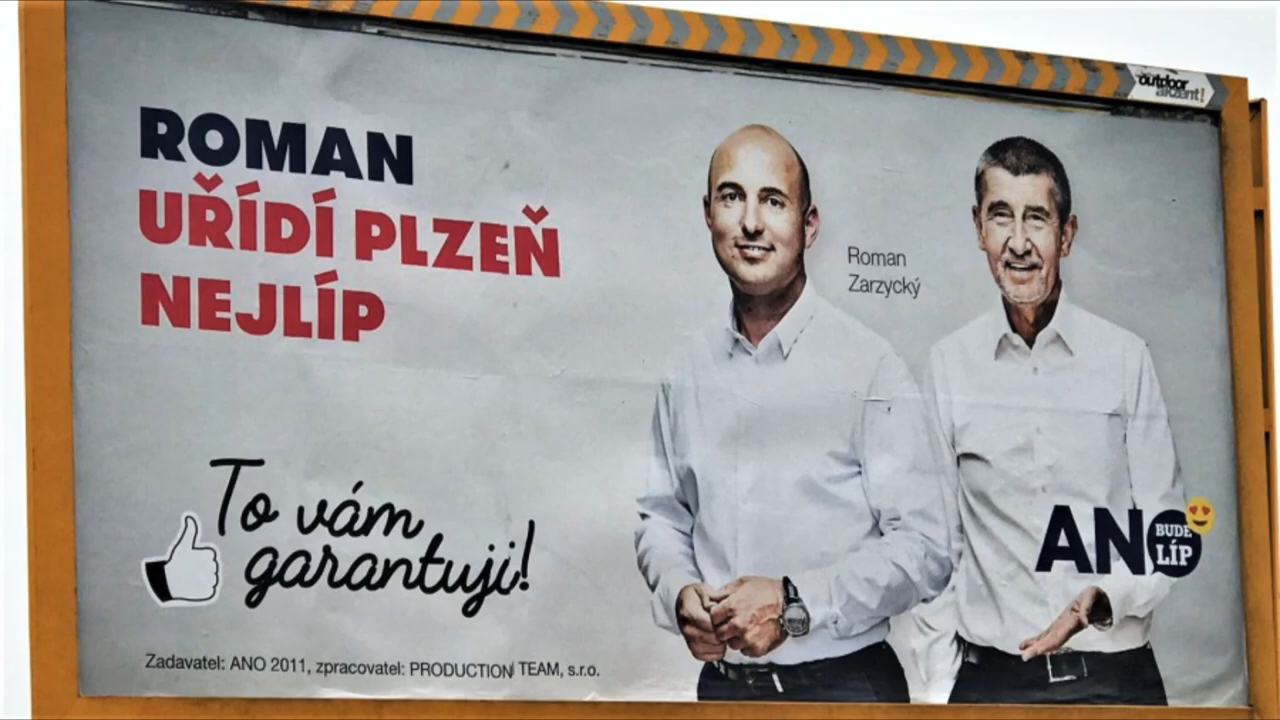 outdoor
akzent!
ROMAN
UŘÍDÍ PLZEŇ
NEJLÍP
Roman
Zarzycký
To vám
garantuji!
ANO
BUDE
LÍP
Zadavatel: ANO 2011, zpracovatel: PRODUCTION TEAM, s.r.o.